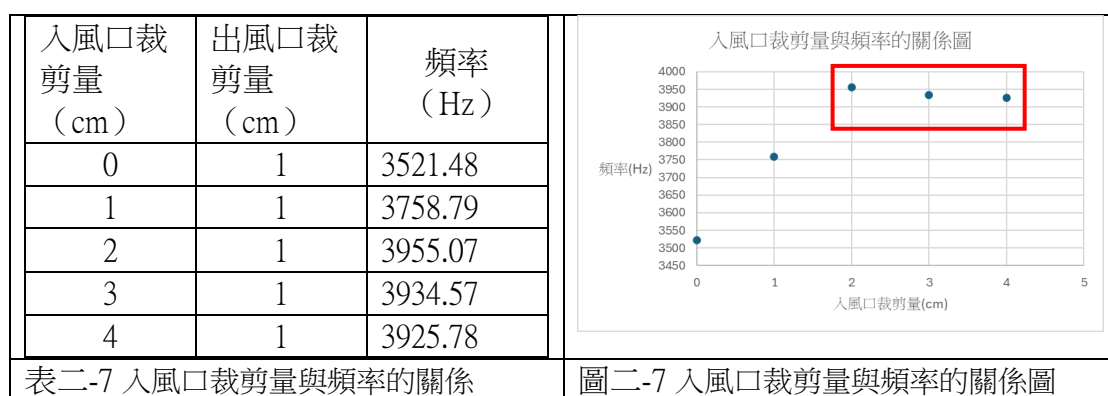 入風口裁剪量（cm） 出風口裁剪量（cm） 頻率（Hz）
0 1 3521.48
1 1 3758.79
2 1 3955.07
3 1 3934.57
4 1 3925.78
表二-7 入風口裁剪量與頻率的關係
入風口裁剪量與頻率的關係圖
4000
3950
3900
3850
3800
3750
3700
3650
3600
3550
3500
3450
頻率(Hz)
0 1 2 3 4 5
入風口裁剪量(cm)
圖二-7 入風口裁剪量與頻率的關係圖